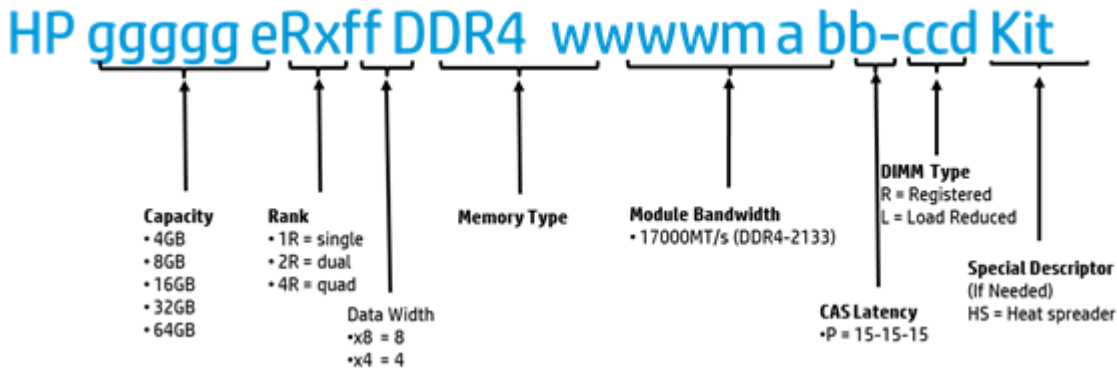 HP ggggg eRxff DDR4 wwwwm a bb-ccd Kit
Capacity
• 4GB
• 8GB
• 16GB
• 32GB
• 64GB
Rank
• 1R = single
• 2R = dual
• 4R = quad
Data Width
•x8 = 8
•x4 = 4
Memory Type
Module Bandwidth
• 17000MT/s (DDR4-2133)
CAS Latency
•P = 15-15-15
DIMM Type
R = Registered
L = Load Reduced
Special Descriptor
(If Needed)
HS = Heat spreader